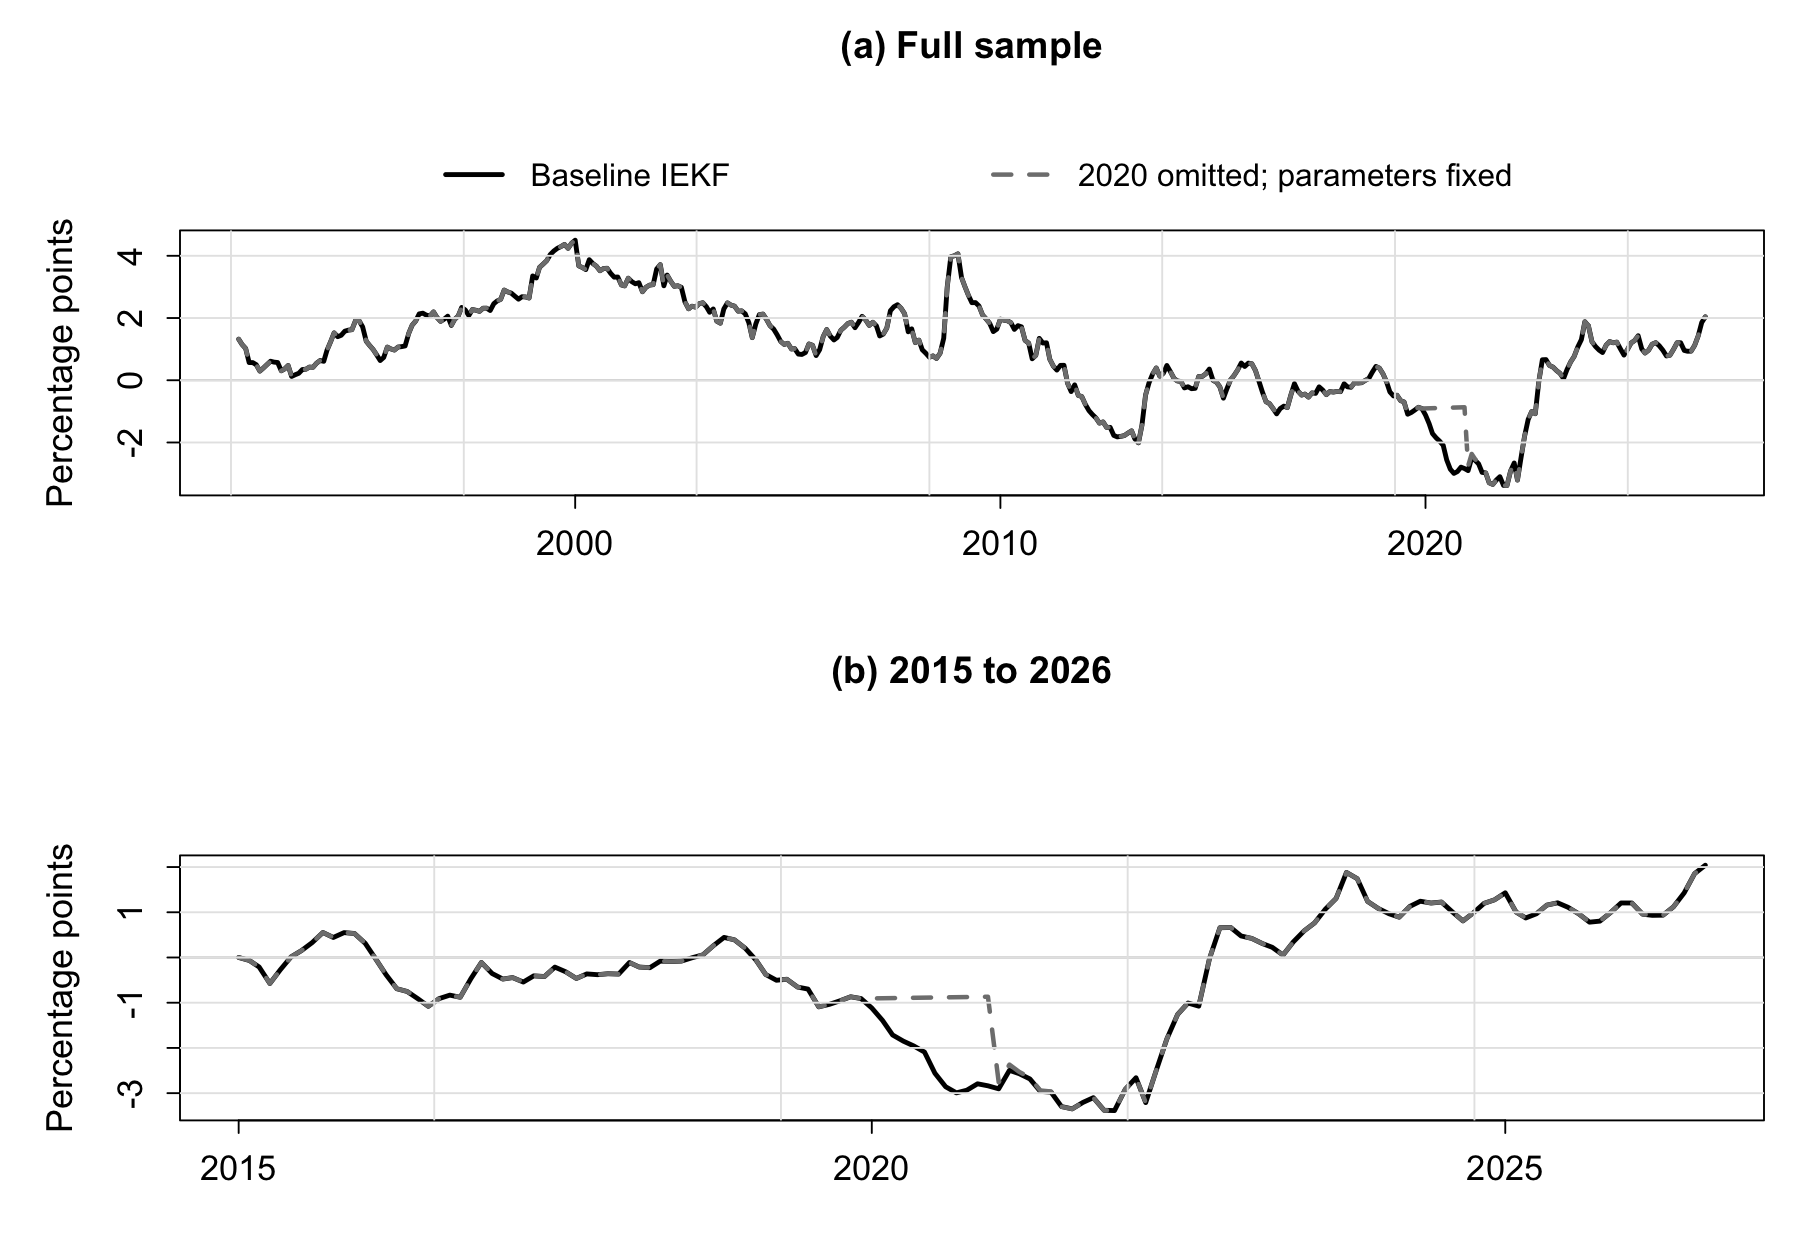 (a) Full sample
Baseline IEKF
2020 omitted; parameters fixed
Percentage points
4
2
0
-2
2000
2010
2020
(b) 2015 to 2026
Percentage points
1
-1
-3
2015
2020
2025